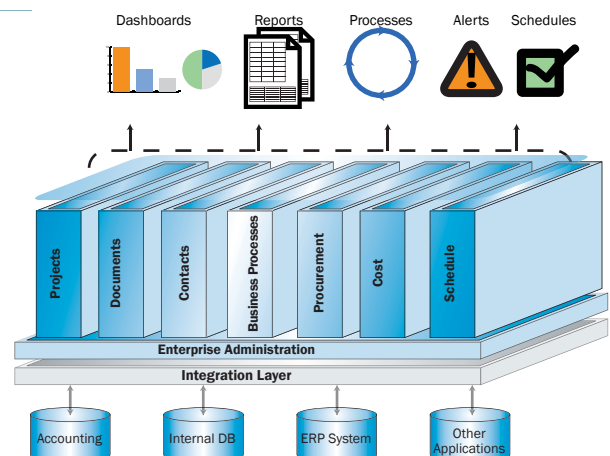 Dashboards
Reports
Processes
Alerts
Schedules
Projects
Documents
Contacts
Business Processes
Procurement
Cost
Schedule
Enterprise Administration
Integration Layer
Accounting
Internal DB
ERP System
Other
Applications